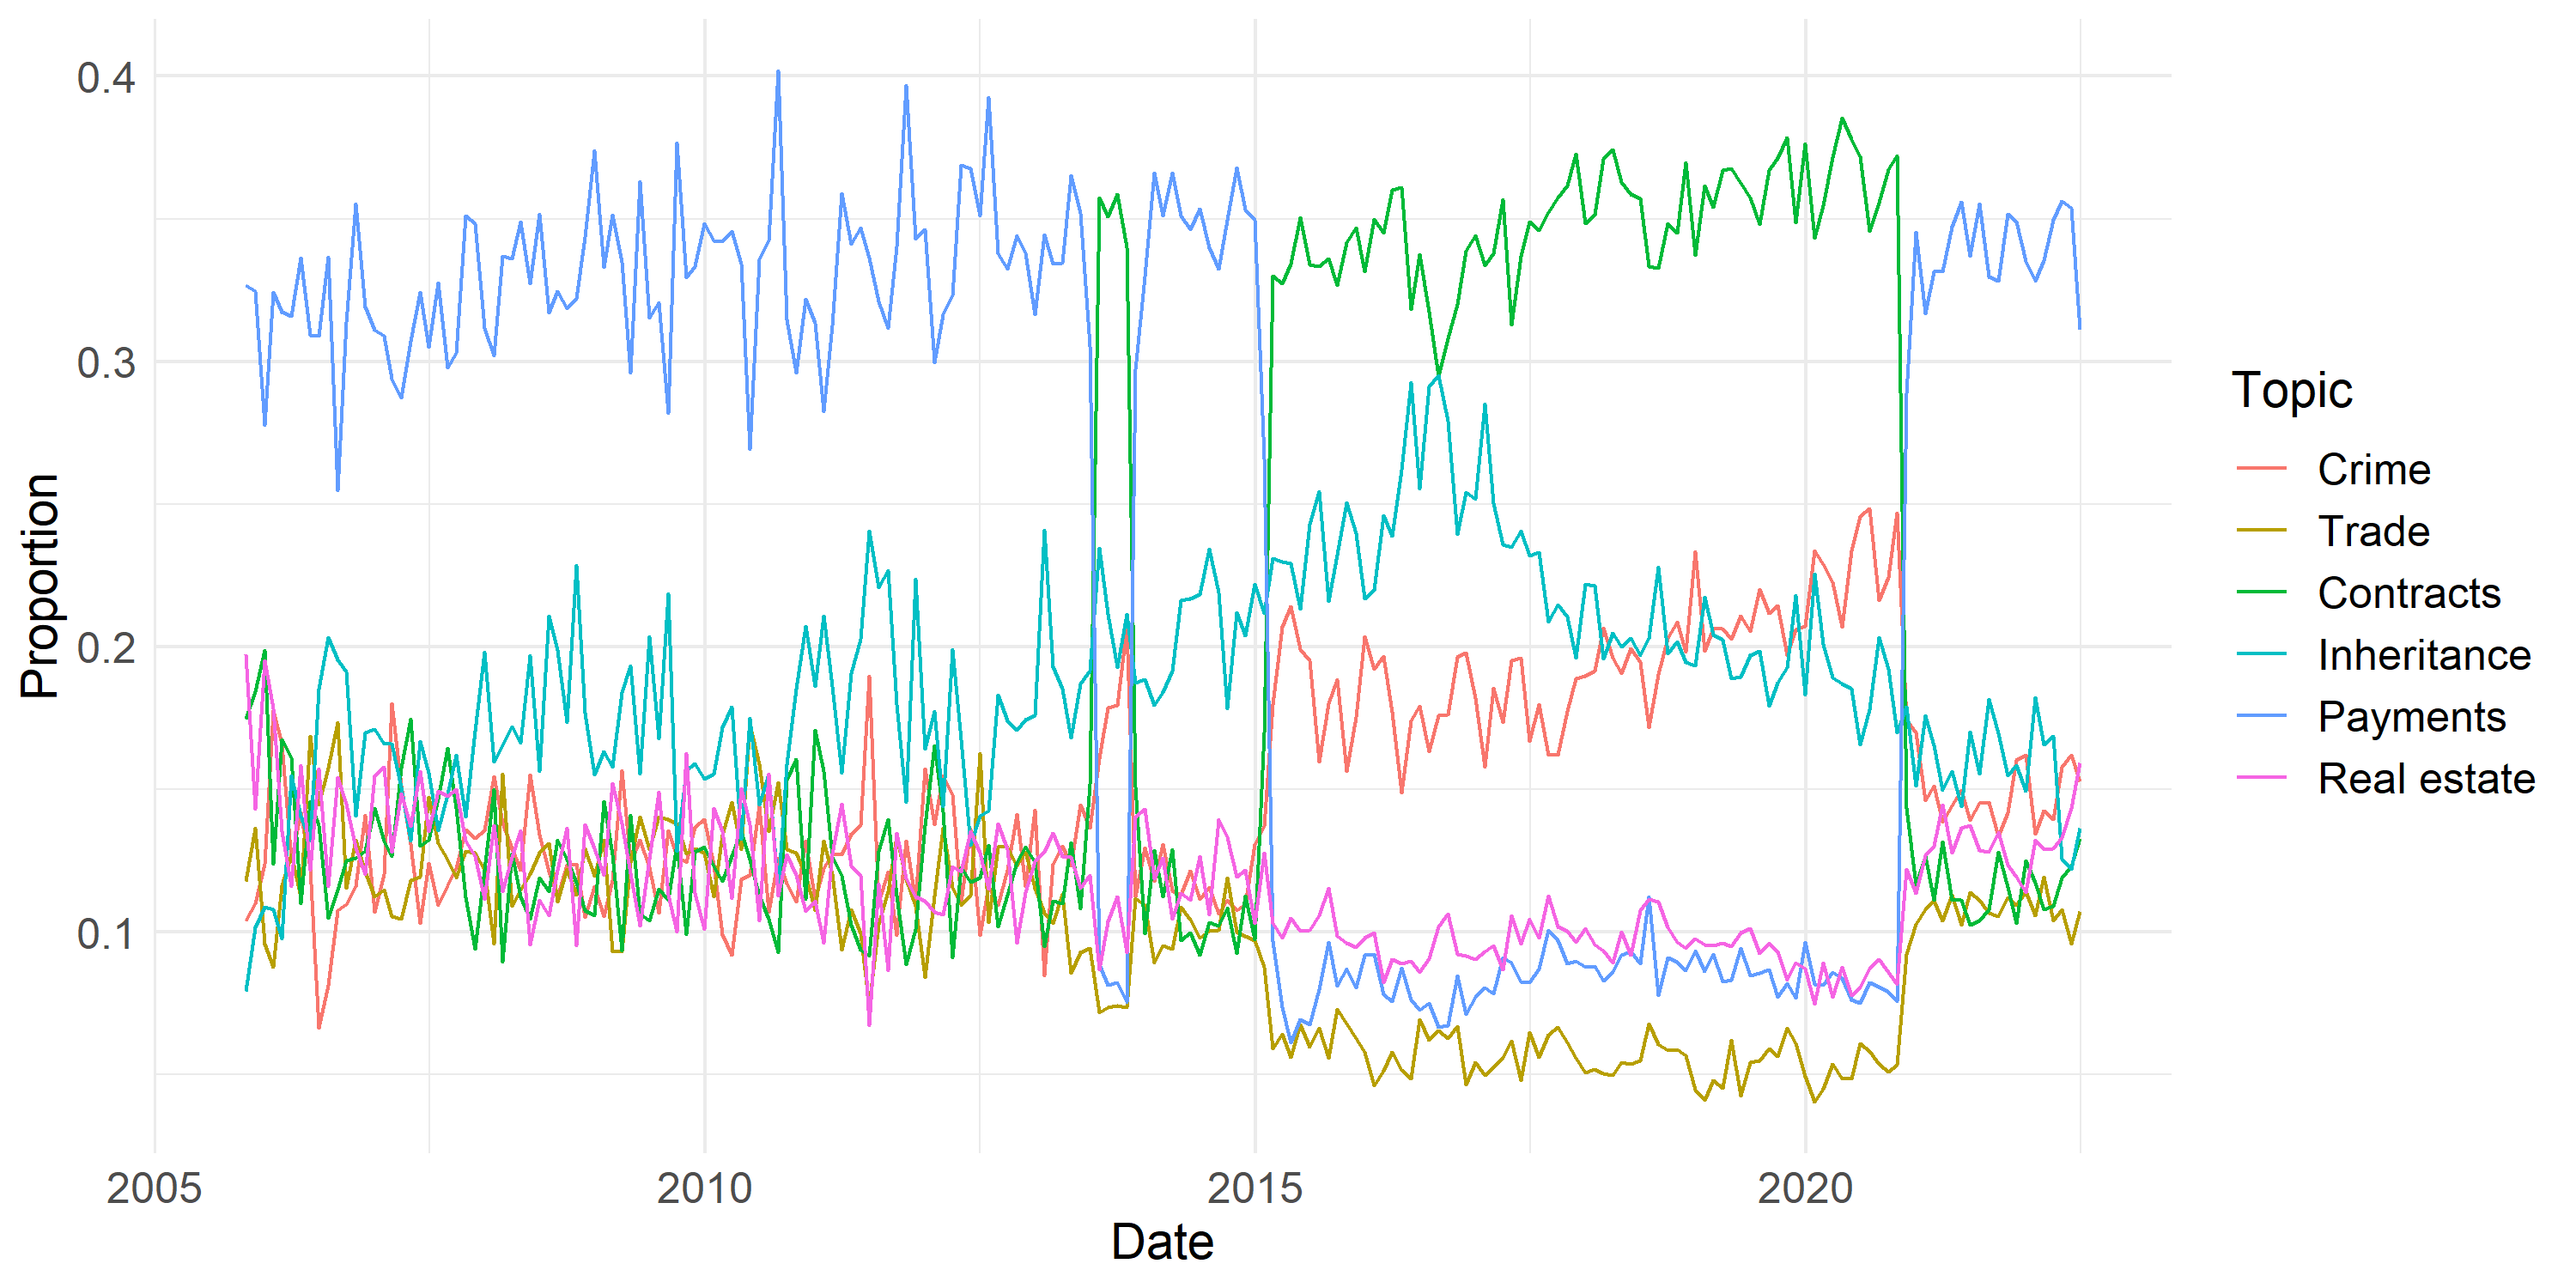 0.4
0.3
0.2
0.1
Proportion
2005
2010
2015
2020
Date
Topic
Crime
Trade
Contracts
Inheritance
Payments
Real estate